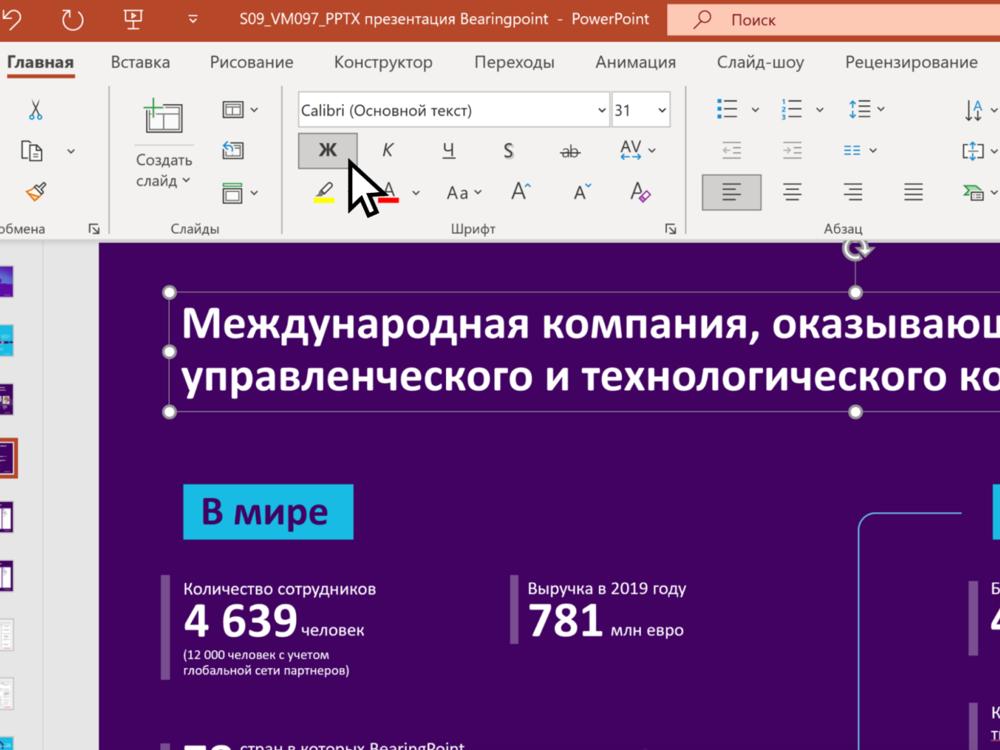 S09_VM097_PPTX презентация Bearingpoint - PowerPoint
Поиск
Главная Вставка Рисование Конструктор Переходы Анимация Слайд-шоу Рецензирование
Calibri (Основной текст) 31
Создать
слайд
Ж К Ч S ab AV
A Aa A A A
обмена Слайды Шрифт Абзац
Международная компания, оказывающ
управленческого и технологического ко
В мире
Количество сотрудников
4 639 человек
(12 000 человек с учетом
глобальной сети партнеров)
Выручка в 2019 году
781 млн евро
стран в которых BearingPoint